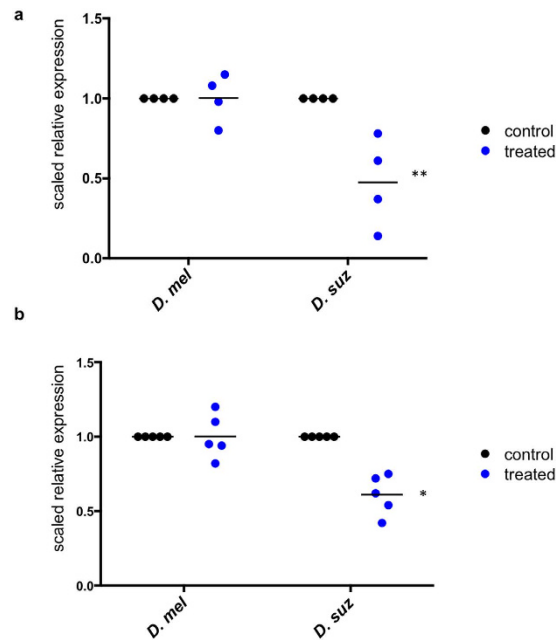 a
scaled relative expression
1.5
1.0
0.5
0.0
D. mel
D. suz
**
control
treated
b
scaled relative expression
1.5
1.0
0.5
0.0
D. mel
D. suz
*
control
treated